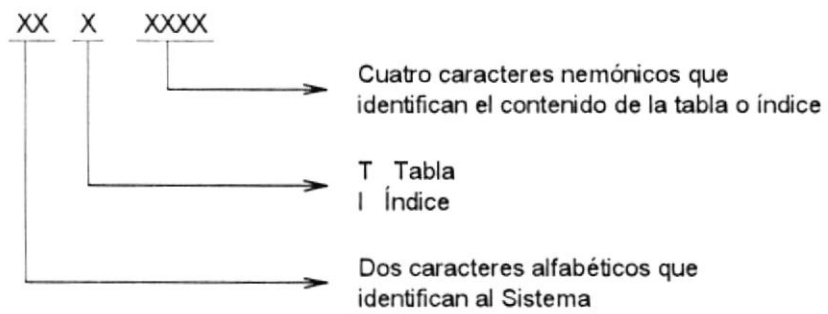 XX X XXXX
Cuatro caracteres nemónicos que
identifican el contenido de la tabla o índice
T Tabla
I Índice
Dos caracteres alfabéticos que
identifican al Sistema